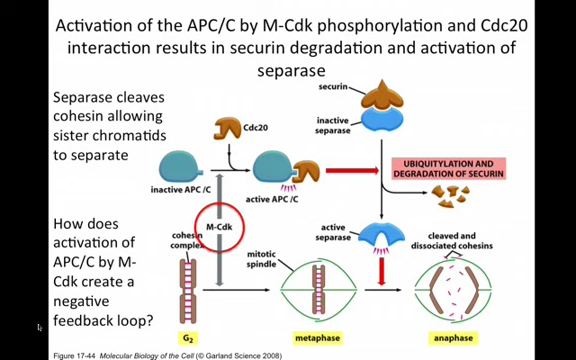 Activation of the APC/C by M-Cdk phosphorylation and Cdc20
interaction results in securin degradation and activation of
separase
Separase cleaves
cohesin allowing
sister chromatids
to separate
securin
inactive
separase
Cdc20
inactive APC/C
active APC/C
UBIQUITYLATION AND
DEGRADATION OF SECURIN
How does
activation of
APC/C by M-
Cdk create a
negative
feedback loop?
M-Cdk
cohesin
complex
mitotic
spindle
active
separase
cleaved and
dissociated cohesins
G2
metaphase
anaphase
Figure 17-44 Molecular Biology of the Cell (© Garland Science 2008)